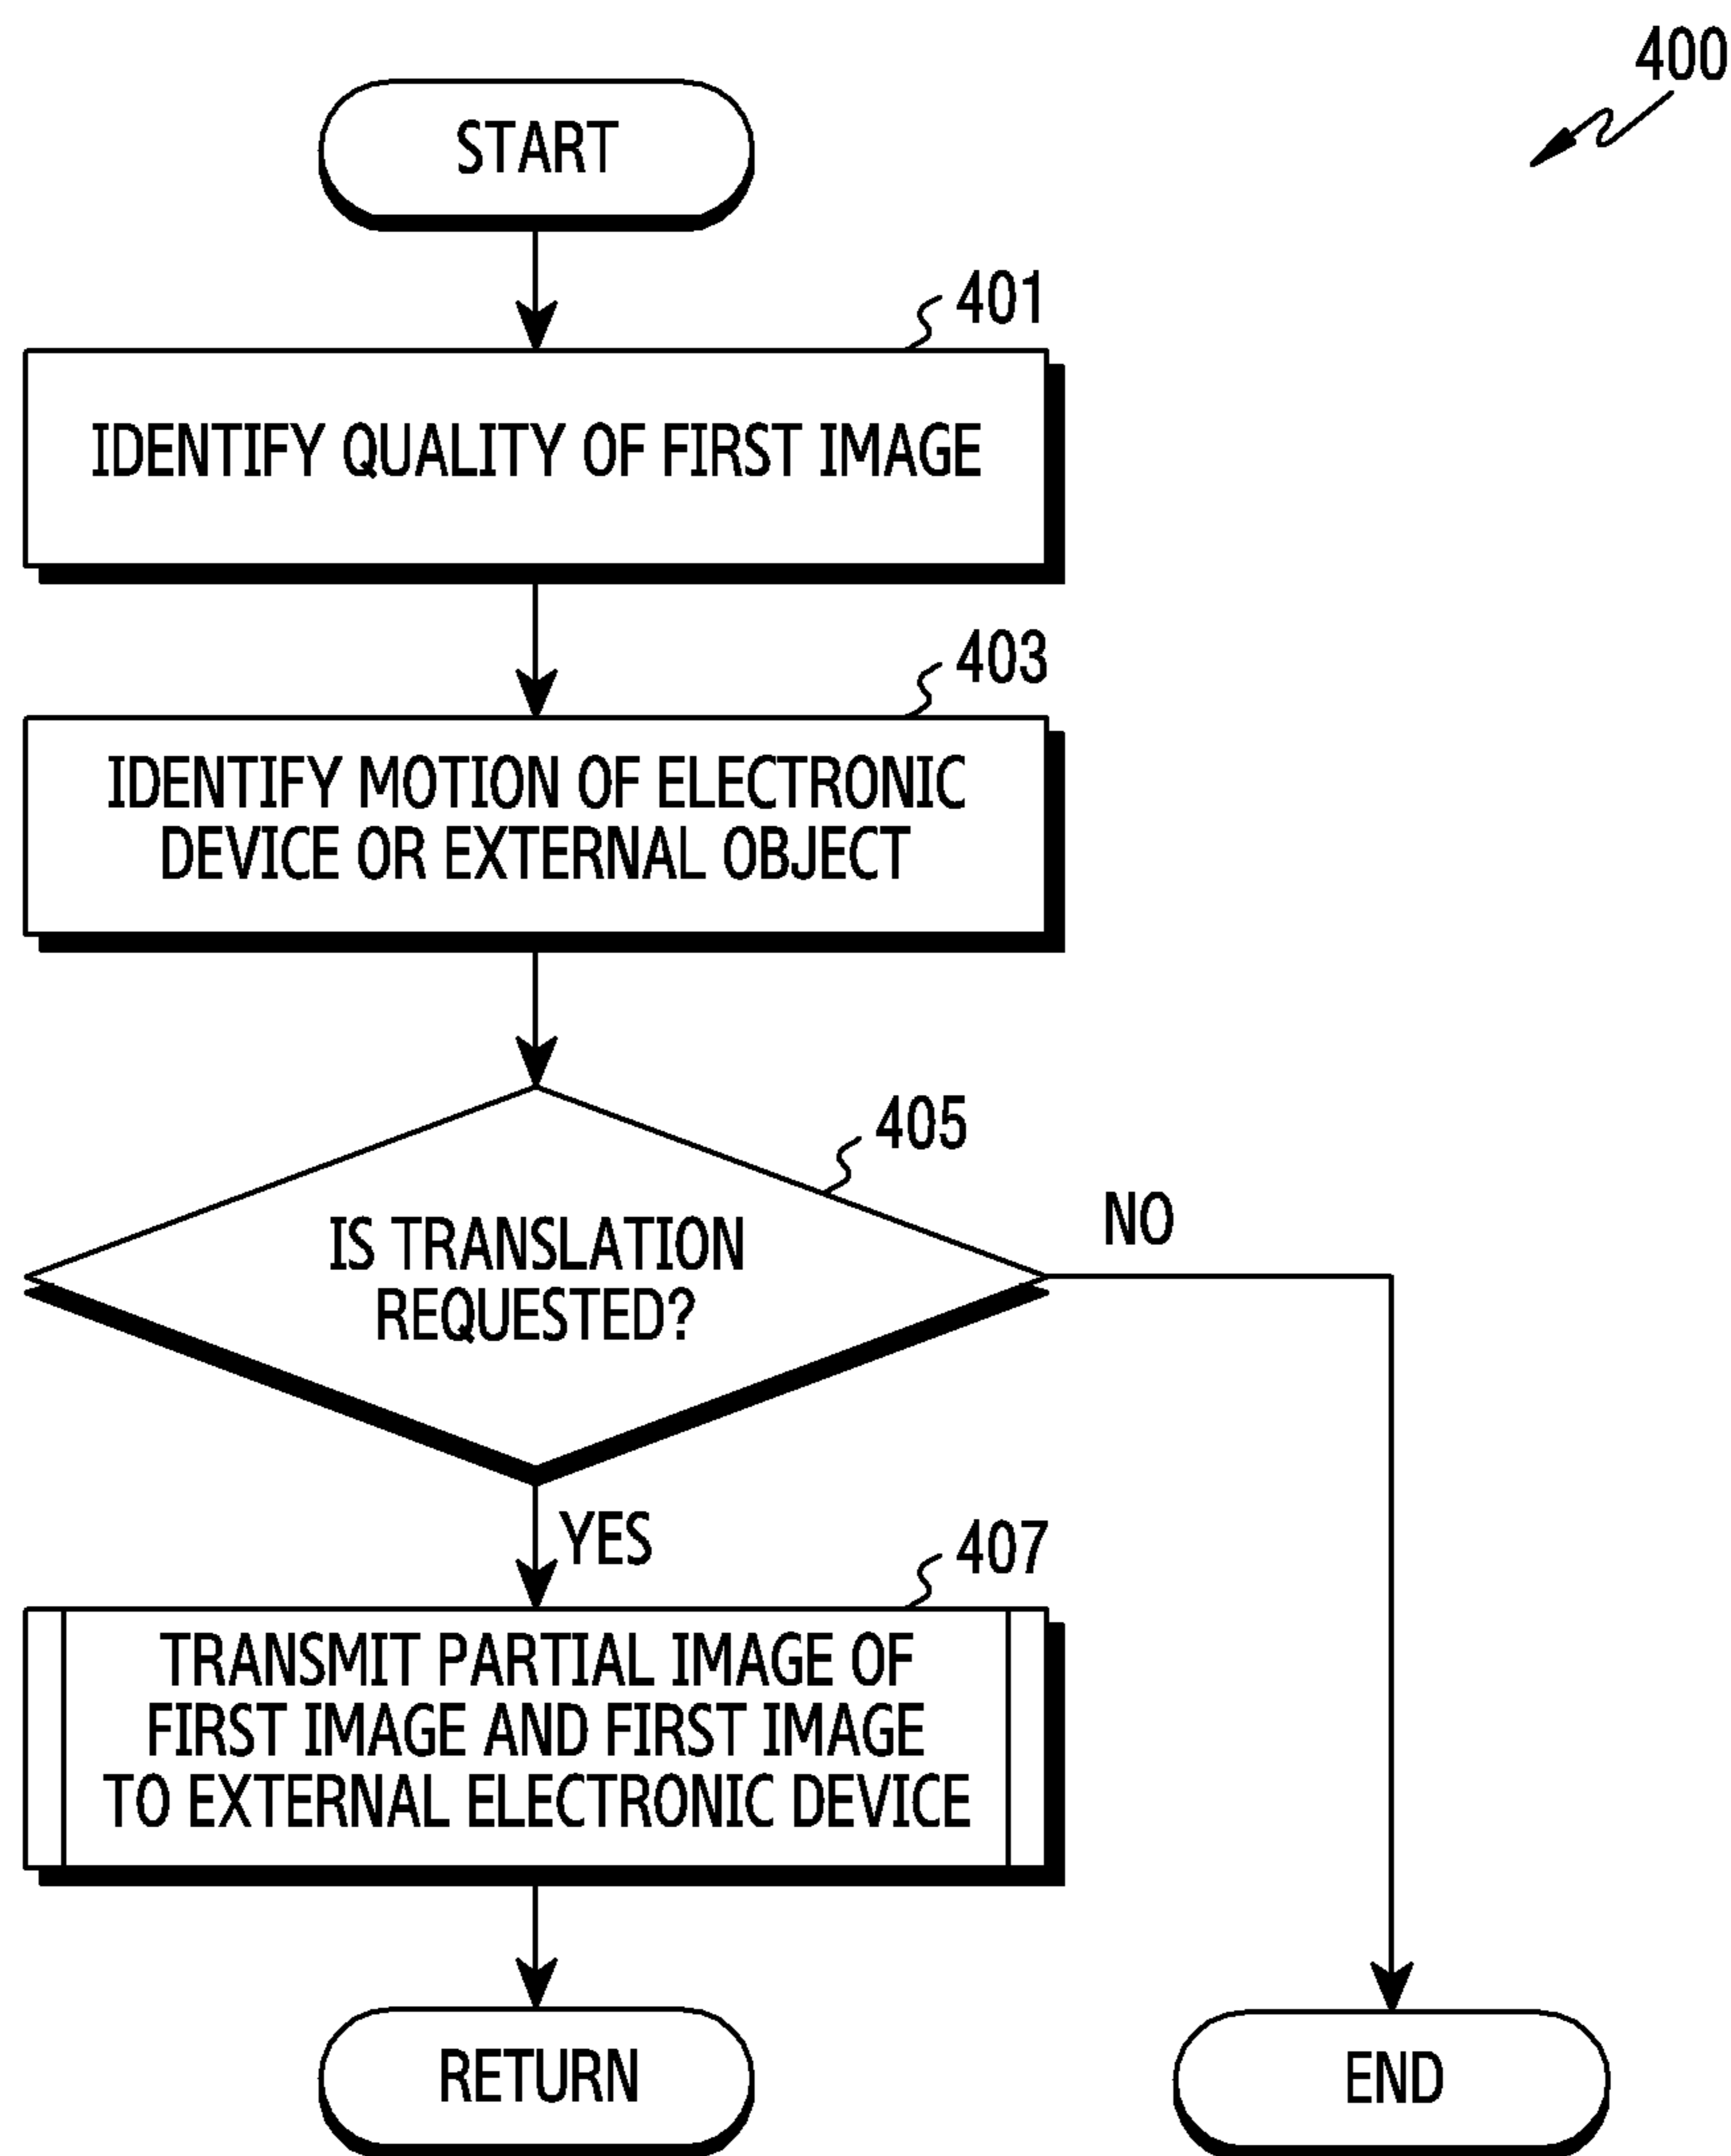 400
START
401
IDENTIFY QUALITY OF FIRST IMAGE
403
IDENTIFY MOTION OF ELECTRONIC
DEVICE OR EXTERNAL OBJECT
405
IS TRANSLATION
REQUESTED?
NO
YES
407
TRANSMIT PARTIAL IMAGE OF
FIRST IMAGE AND FIRST IMAGE
TO EXTERNAL ELECTRONIC DEVICE
RETURN
END